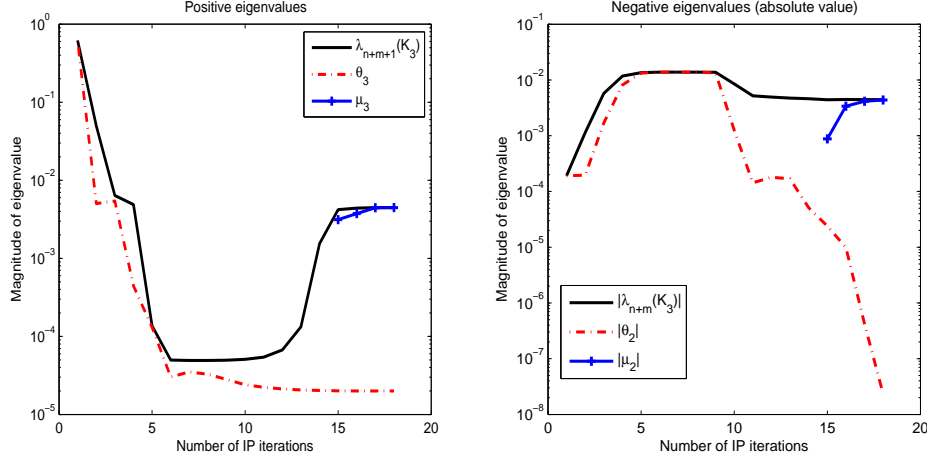 Positive eigenvalues
Magnitude of eigenvalue
10^0
10^-1
10^-2
10^-3
10^-4
10^-5
0 5 10 15 20
Number of IP iterations
λ_{n+m+1}(K_3)
θ_3
μ_3
Negative eigenvalues (absolute value)
Magnitude of eigenvalue
10^-1
10^-2
10^-3
10^-4
10^-5
10^-6
10^-7
10^-8
0 5 10 15 20
Number of IP iterations
|λ_{n+m}(K_3)|
|θ_2|
|μ_2|